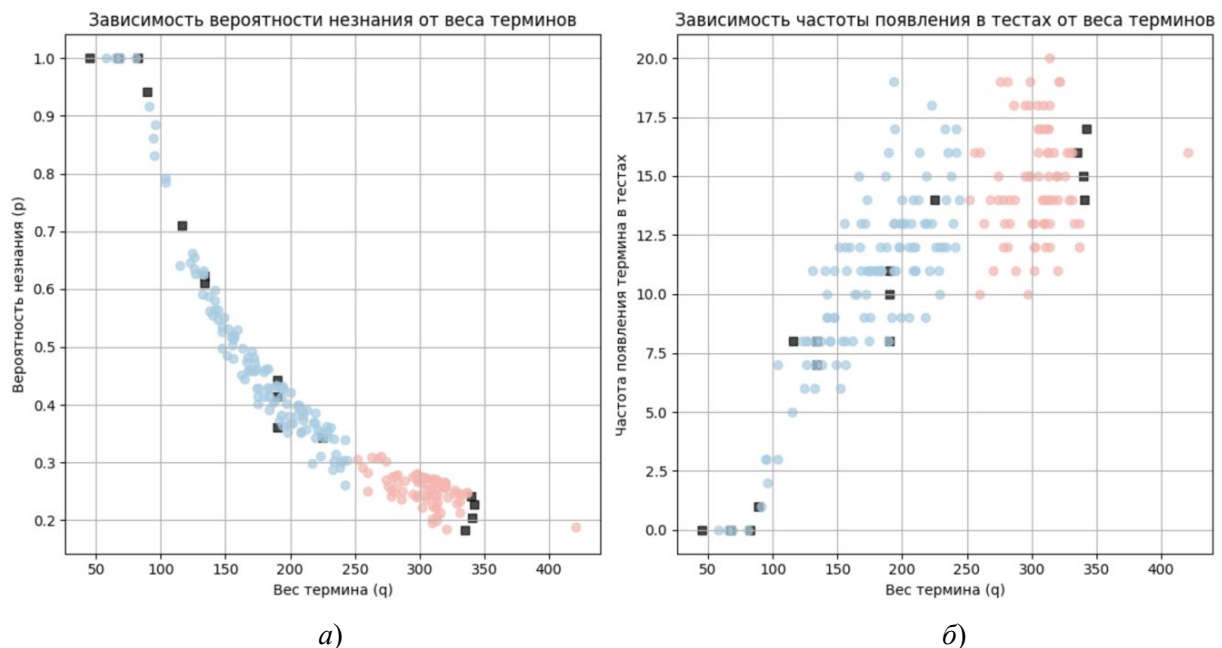 Зависимость вероятности незнания от веса терминов
Вероятность незнания (p)
1.0
0.9
0.8
0.7
0.6
0.5
0.4
0.3
0.2
50 100 150 200 250 300 350 400
Вес термина (q)
а)
Зависимость частоты появления в тестах от веса терминов
Частота появления термина в тестах
20.0
17.5
15.0
12.5
10.0
7.5
5.0
2.5
0.0
50 100 150 200 250 300 350 400
Вес термина (q)
б)